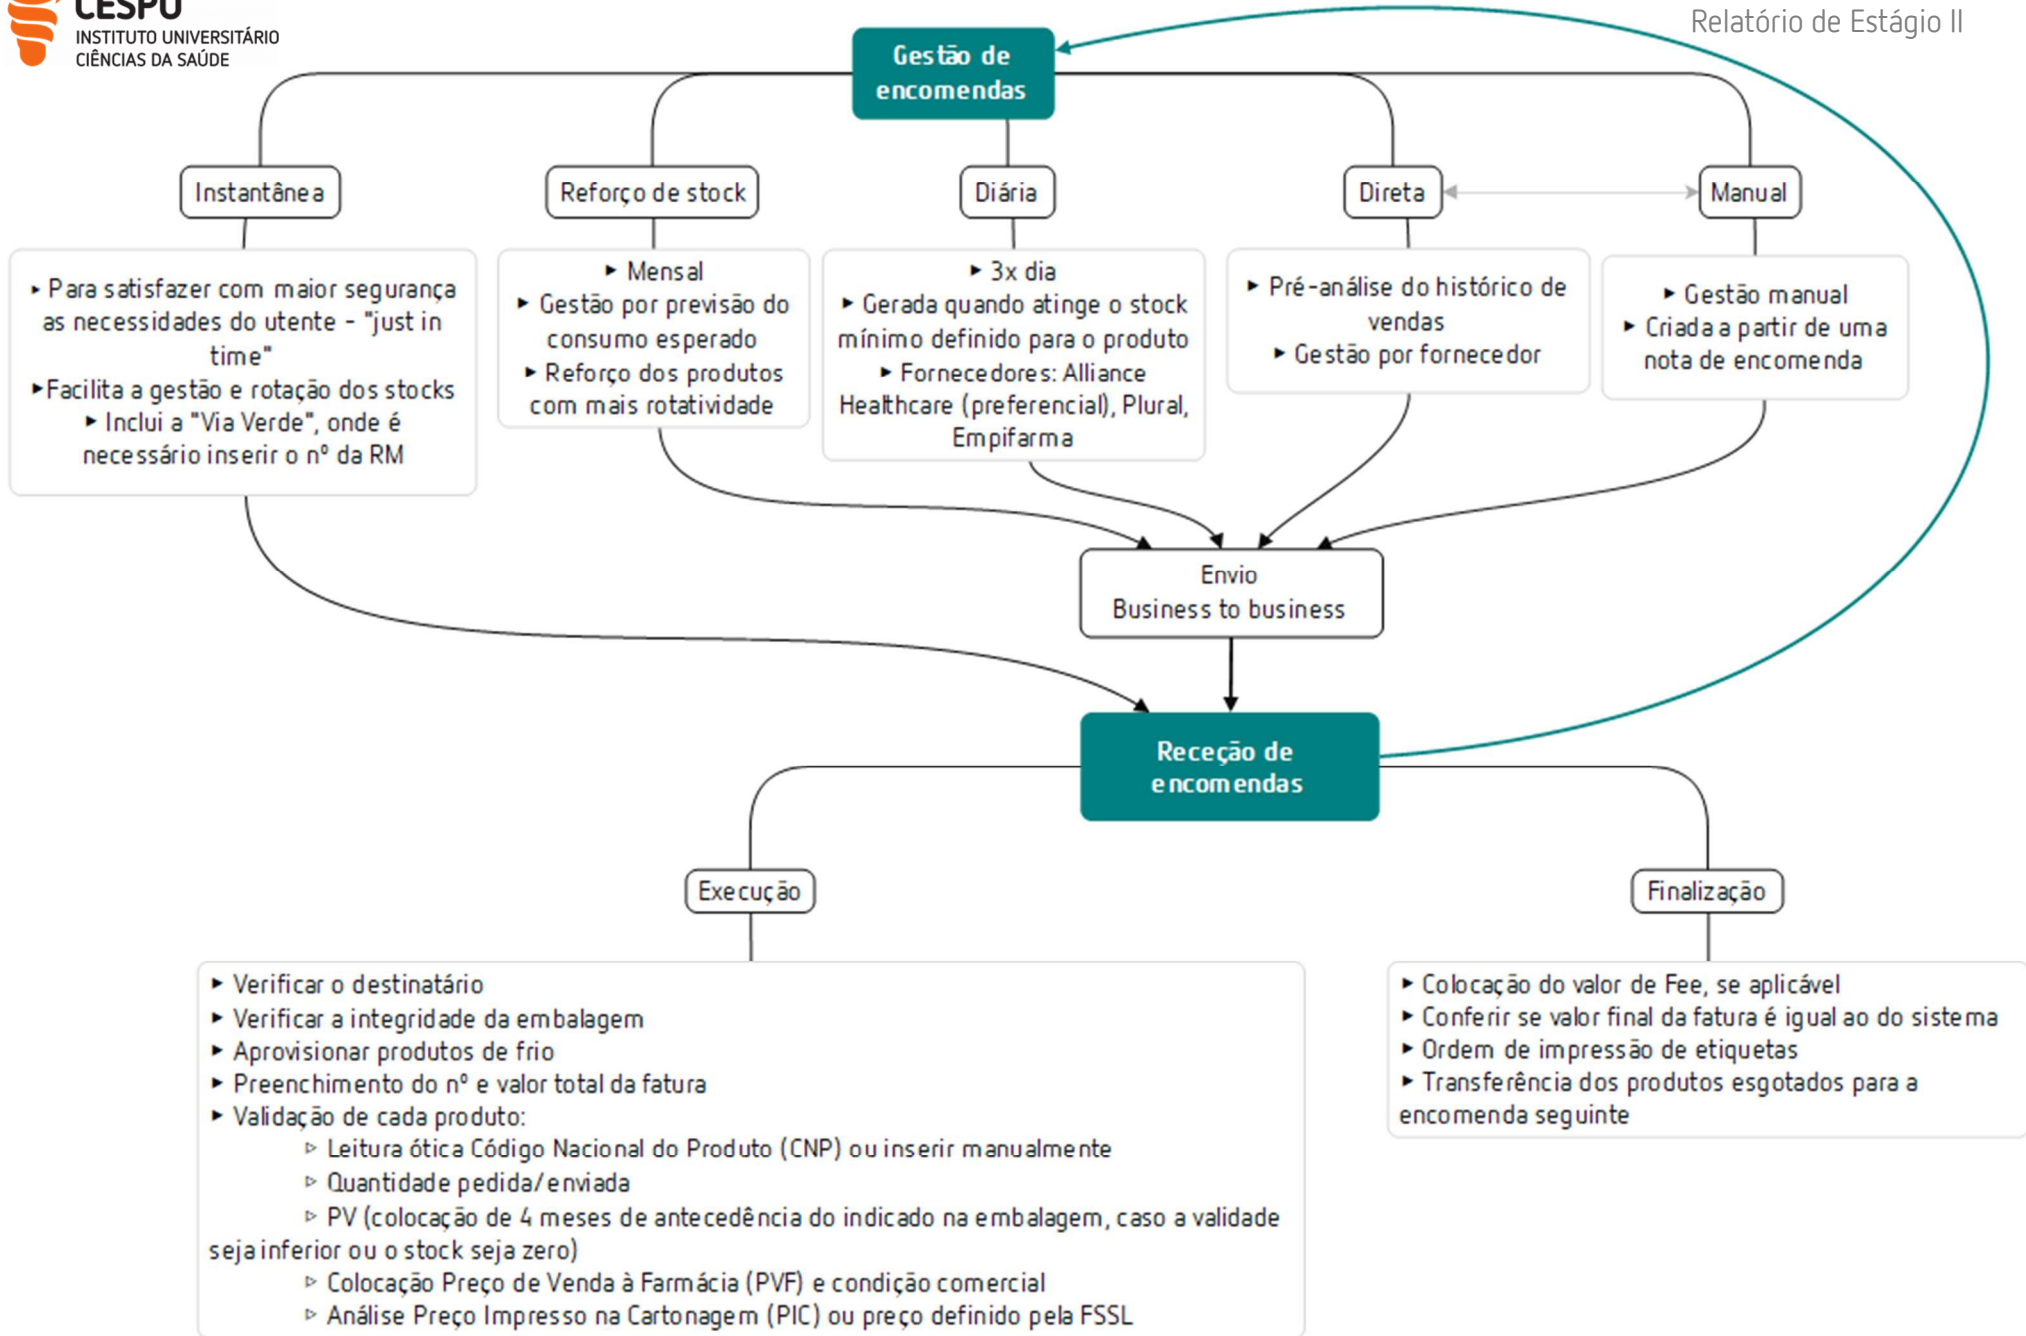 CESPU
INSTITUTO UNIVERSITÁRIO
CIÊNCIAS DA SAÚDE
Relatório de Estágio II
Gestão de
encomendas
Instantânea
Reforço de stock
Diária
Direta
Manual
▸ Para satisfazer com maior segurança
as necessidades do utente - "just in
time"
▸Facilita a gestão e rotação dos stocks
▸ Inclui a "Via Verde", onde é
necessário inserir o nº da RM
▸ Mensal
▸ Gestão por previsão do
consumo esperado
▸ Reforço dos produtos
com mais rotatividade
▸ 3x dia
▸ Gerada quando atinge o stock
mínimo definido para o produto
▸ Fornecedores: Alliance
Healthcare (preferencial), Plural,
Empifarma
▸ Pré-análise do histórico de
vendas
▸ Gestão por fornecedor
▸ Gestão manual
▸ Criada a partir de uma
nota de encomenda
Envio
Business to business
Receção de
encomendas
Execução
Finalização
▸ Verificar o destinatário
▸ Verificar a integridade da embalagem
▸ Aprovisionar produtos de frio
▸ Preenchimento do nº e valor total da fatura
▸ Validação de cada produto:
▹ Leitura ótica Código Nacional do Produto (CNP) ou inserir manualmente
▹ Quantidade pedida/enviada
▹ PV (colocação de 4 meses de antecedência do indicado na embalagem, caso a validade
seja inferior ou o stock seja zero)
▹ Colocação Preço de Venda à Farmácia (PVF) e condição comercial
▹ Análise Preço Impresso na Cartonagem (PIC) ou preço definido pela FSSL
▸ Colocação do valor de Fee, se aplicável
▸ Conferir se valor final da fatura é igual ao do sistema
▸ Ordem de impressão de etiquetas
▸ Transferência dos produtos esgotados para a
encomenda seguinte